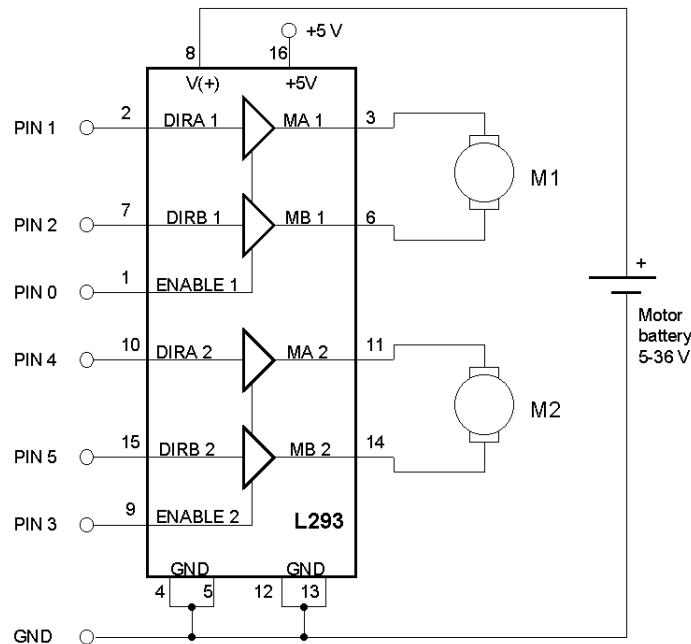 +5 V
8
16
V(+)
+5V
PIN 1
2
DIRA 1
MA 1
3
M1
PIN 2
7
DIRB 1
MB 1
6
PIN 0
1
ENABLE 1
+
Motor
battery
5-36 V
PIN 4
10
DIRA 2
MA 2
11
M2
PIN 5
15
DIRB 2
MB 2
14
PIN 3
9
ENABLE 2
L293
GND
GND
4
5
12
13
GND